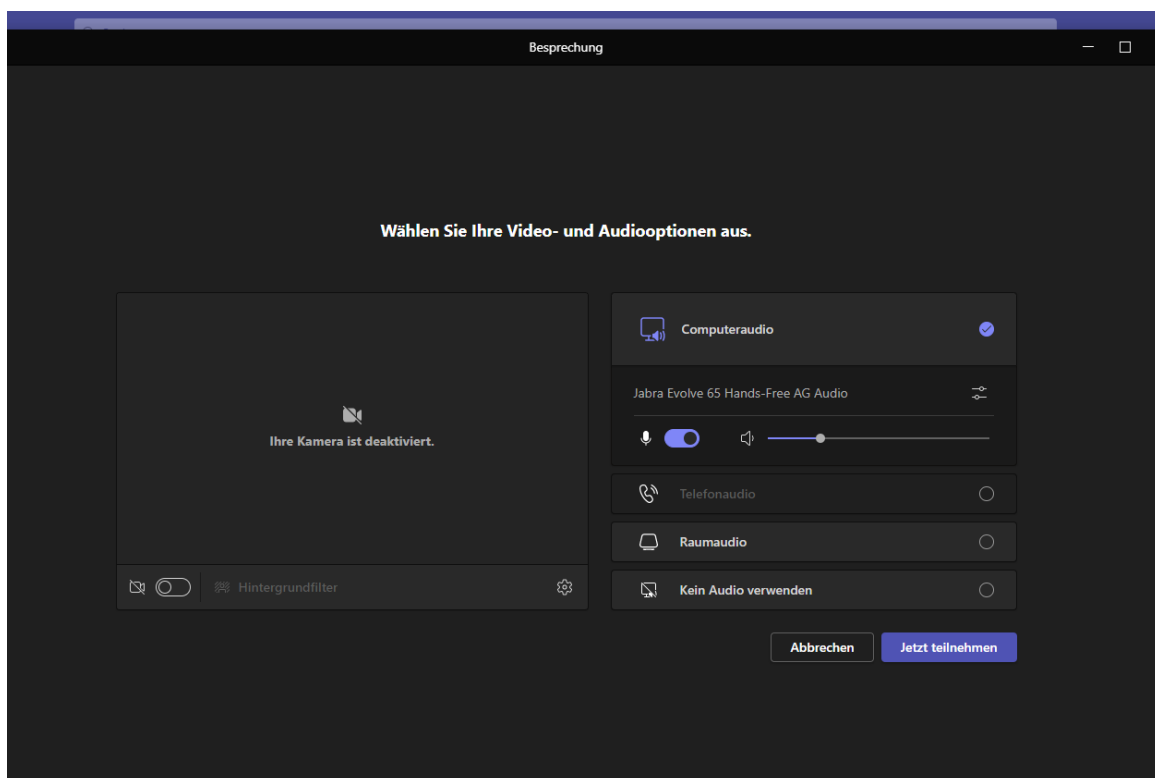 Besprechung
Wählen Sie Ihre Video- und Audiooptionen aus.
Ihre Kamera ist deaktiviert.
Hintergrundfilter
Computeraudio
Jabra Evolve 65 Hands-Free AG Audio
Telefonaudio
Raumaudio
Kein Audio verwenden
Abbrechen
Jetzt teilnehmen